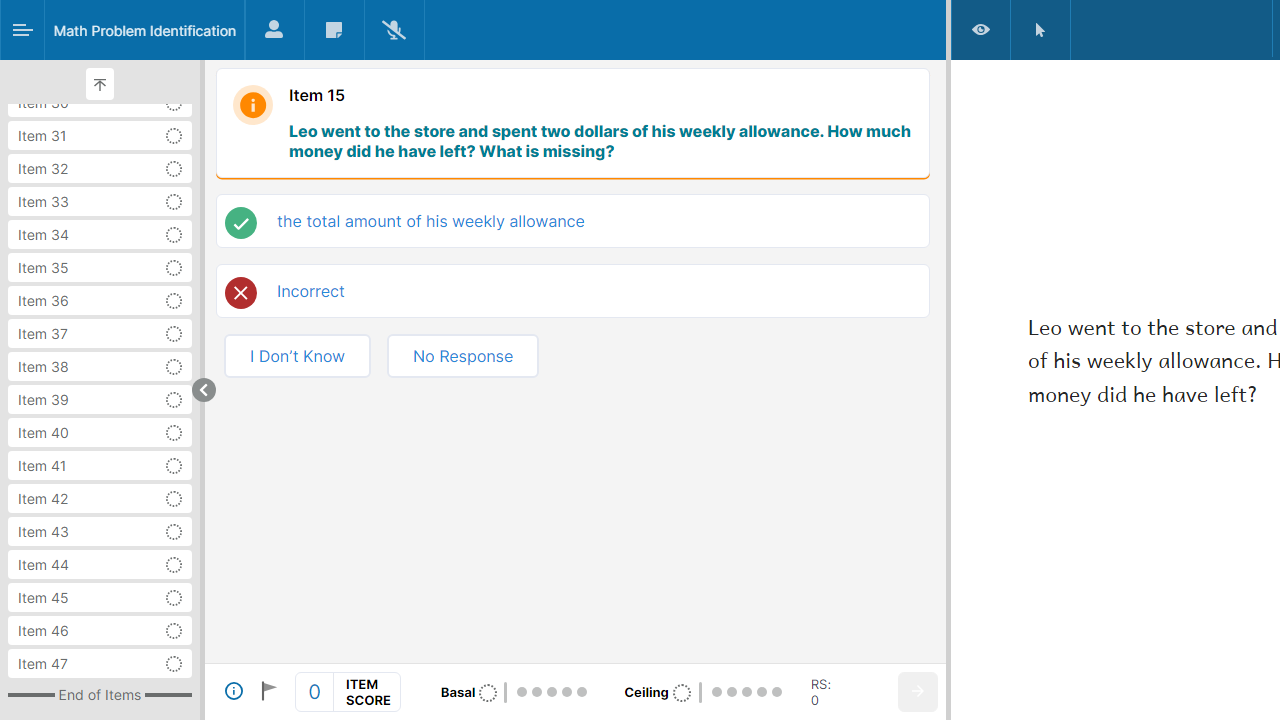 Math Problem Identification
Item 30
Item 31
Item 32
Item 33
Item 34
Item 35
Item 36
Item 37
Item 38
Item 39
Item 40
Item 41
Item 42
Item 43
Item 44
Item 45
Item 46
Item 47
End of Items
Item 15
Leo went to the store and spent two dollars of his weekly allowance. How much
money did he have left? What is missing?
the total amount of his weekly allowance
Incorrect
I Don’t Know
No Response
0
ITEM
SCORE
Basal
Ceiling
RS:
0
Leo went to the store and
of his weekly allowance. H
money did he have left?